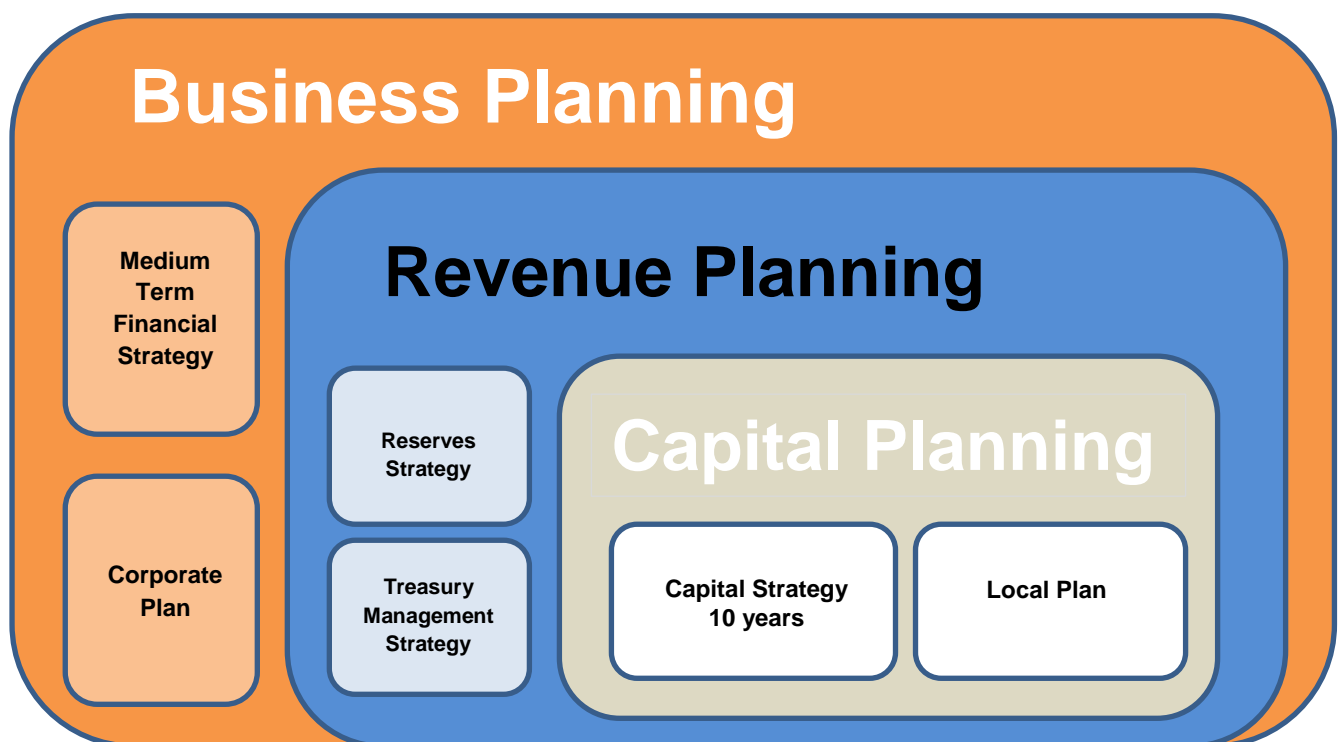 Business Planning
Medium
Term
Financial
Strategy
Corporate
Plan
Revenue Planning
Reserves
Strategy
Treasury
Management
Strategy
Capital Planning
Capital Strategy
10 years
Local Plan